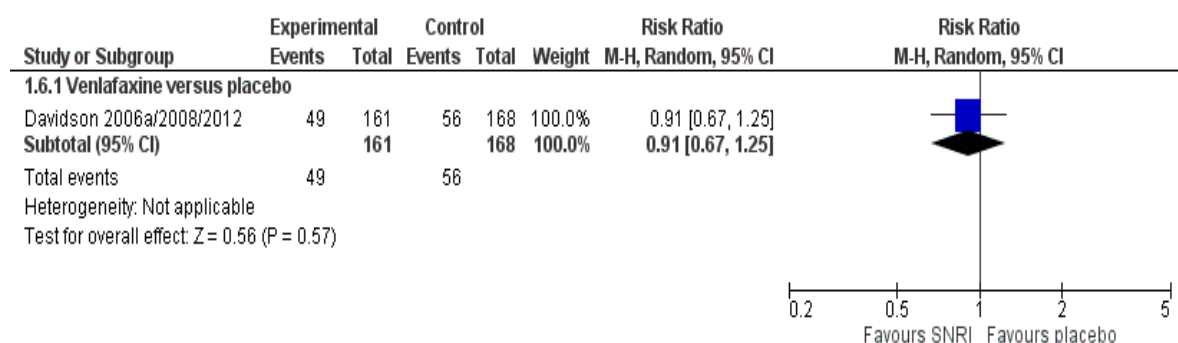 Experimental Control Risk Ratio Risk Ratio
Study or Subgroup Events Total Events Total Weight M-H, Random, 95% CI M-H, Random, 95% CI
1.6.1 Venlafaxine versus placebo
Davidson 2006a/2008/2012 49 161 56 168 100.0% 0.91 [0.67, 1.25]
Subtotal (95% CI) 161 168 100.0% 0.91 [0.67, 1.25]
Total events 49 56
Heterogeneity: Not applicable
Test for overall effect: Z = 0.56 (P = 0.57)
0.2 0.5 1 2 5
Favours SNRI Favours placebo